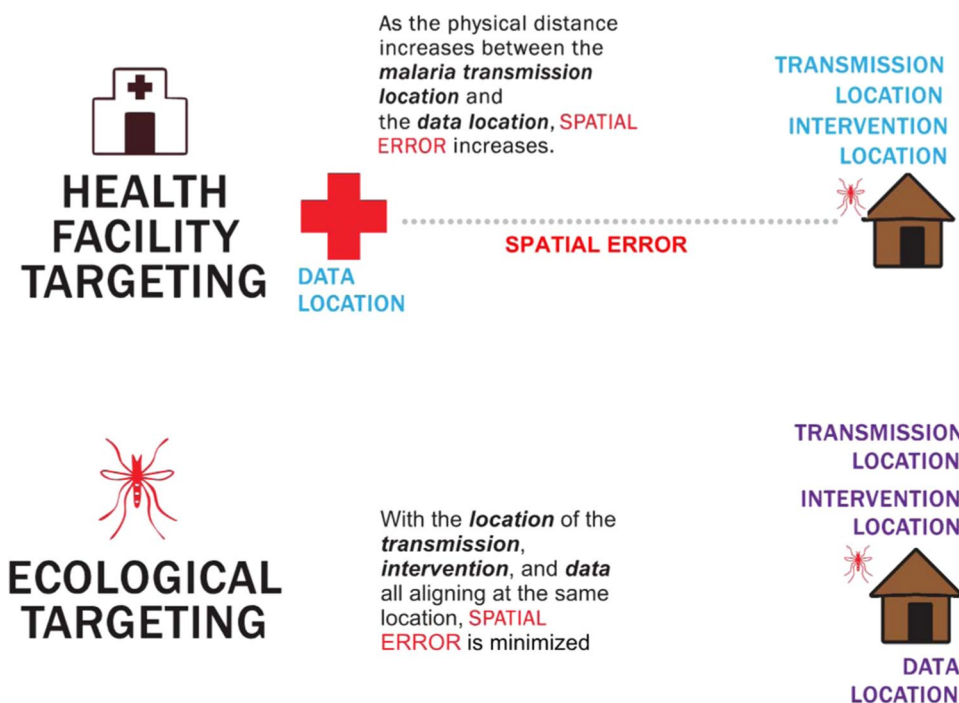 As the physical distance
increases between the
malaria transmission
location and
the data location, SPATIAL
ERROR increases.
HEALTH
FACILITY
TARGETING
DATA
LOCATION
SPATIAL ERROR
TRANSMISSION
LOCATION
INTERVENTION
LOCATION
ECOLOGICAL
TARGETING
With the location of the
transmission,
intervention, and data
all aligning at the same
location, SPATIAL
ERROR is minimized
TRANSMISSION
LOCATION
INTERVENTION
LOCATION
DATA
LOCATION